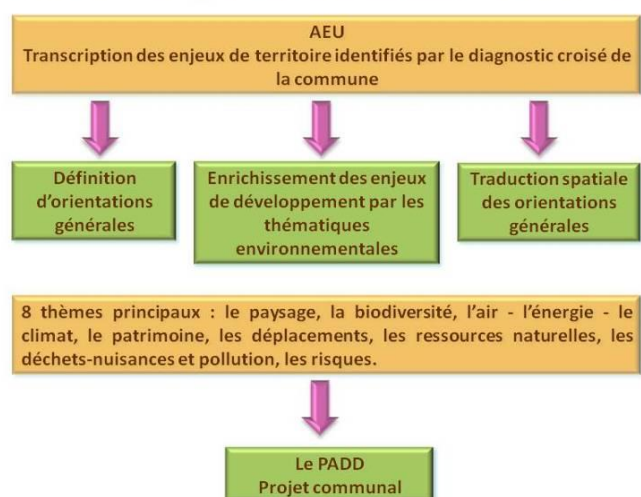 AEU
Transcription des enjeux de territoire identifiés par le diagnostic croisé de
la commune
Définition
d'orientations
générales
Enrichissement des enjeux
de développement par les
thématiques
environnementales
Traduction spatiale
des orientations
générales
8 thèmes principaux : le paysage, la biodiversité, l'air - l'énergie - le
climat, le patrimoine, les déplacements, les ressources naturelles, les
déchets-nuisances et pollution, les risques.
Le PADD
Projet communal